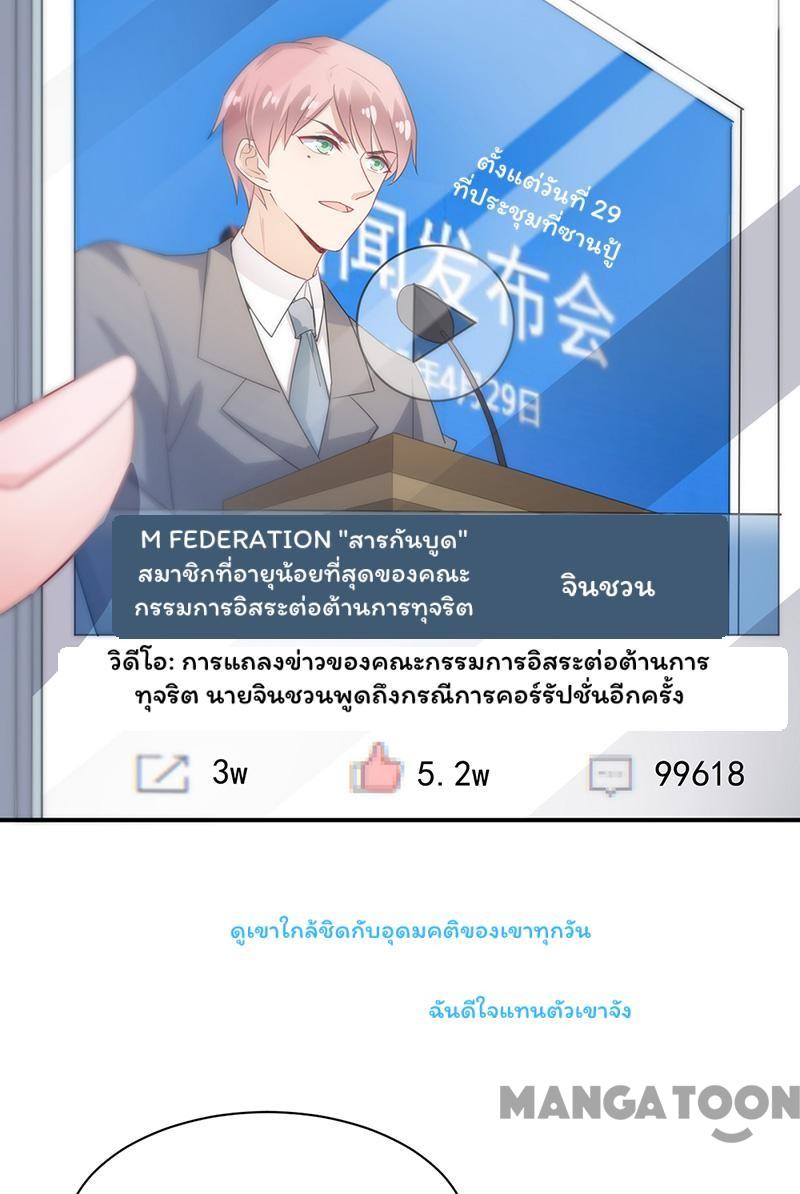 ตั้งแต่วันที่ 29
ที่ประชุมที่ซานปู้
闻发布会
年4月29日
M FEDERATION "สารกันบูด"
สมาชิกที่อายุน้อยที่สุดของคณะ
กรรมการอิสระต่อต้านการทุจริต
จินชวน
วิดีโอ: การแถลงข่าวของคณะกรรมการอิสระต่อต้านการ
ทุจริต นายจินชวนพูดถึงกรณีการคอร์รัปชั่นอีกครั้ง
3w
5.2w
99618
ดูเขาใกล้ชิดกับอุดมคติของเขาทุกวัน
ฉันดีใจแทนตัวเขาจัง
MANGATOON